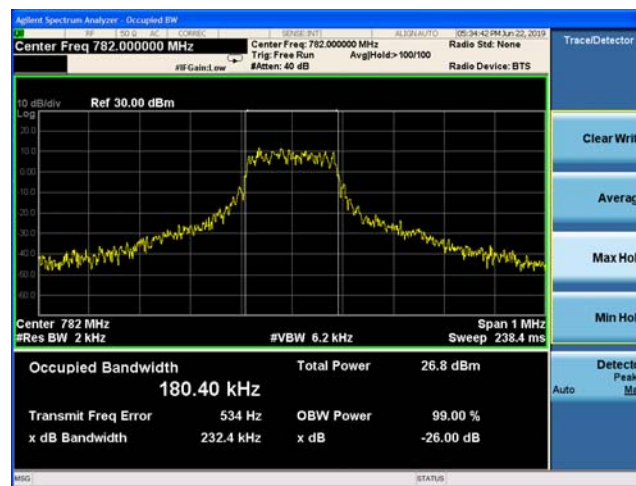 Agilent Spectrum Analyzer - Occupied BW
RF 50 Ω AC CORREC SENSE:INT ALIGN AUTO 05:34:42 PM Jun 22, 2019
Center Freq 782.000000 MHz
Center Freq: 782.000000 MHz
Radio Std: None
Trace/Detector
Trig: Free Run
Avg|Hold:>100/100
#IFGain:Low
#Atten: 40 dB
Radio Device: BTS
10 dB/div Ref 30.00 dBm
Log
20.0
0.00
-10.0
-20.0
-30.0
-40.0
-50.0
-60.0
Clear Writ
Averag
Max Hol
Min Hol
Center 782 MHz
Span 1 MHz
#Res BW 2 kHz
#VBW 6.2 kHz
Sweep 238.4 ms
Occupied Bandwidth
Total Power
26.8 dBm
180.40 kHz
Transmit Freq Error
534 Hz
OBW Power
99.00 %
x dB Bandwidth
232.4 kHz
x dB
-26.00 dB
Detecto
Peak
Auto
Ma
MSG
STATUS